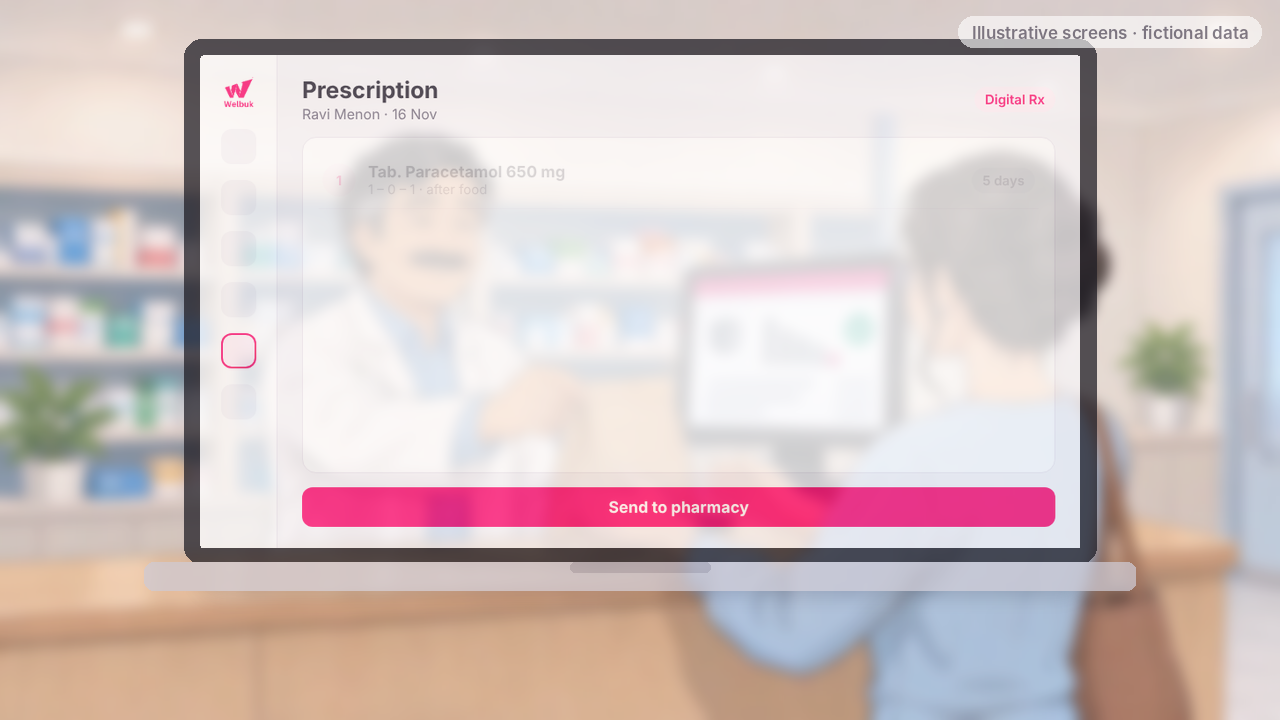 Illustrative screens · fictional data
Welbuk
Prescription
Ravi Menon · 16 Nov
Digital Rx
1
Tab. Paracetamol 650 mg
1 – 0 – 1 · after food
5 days
Send to pharmacy